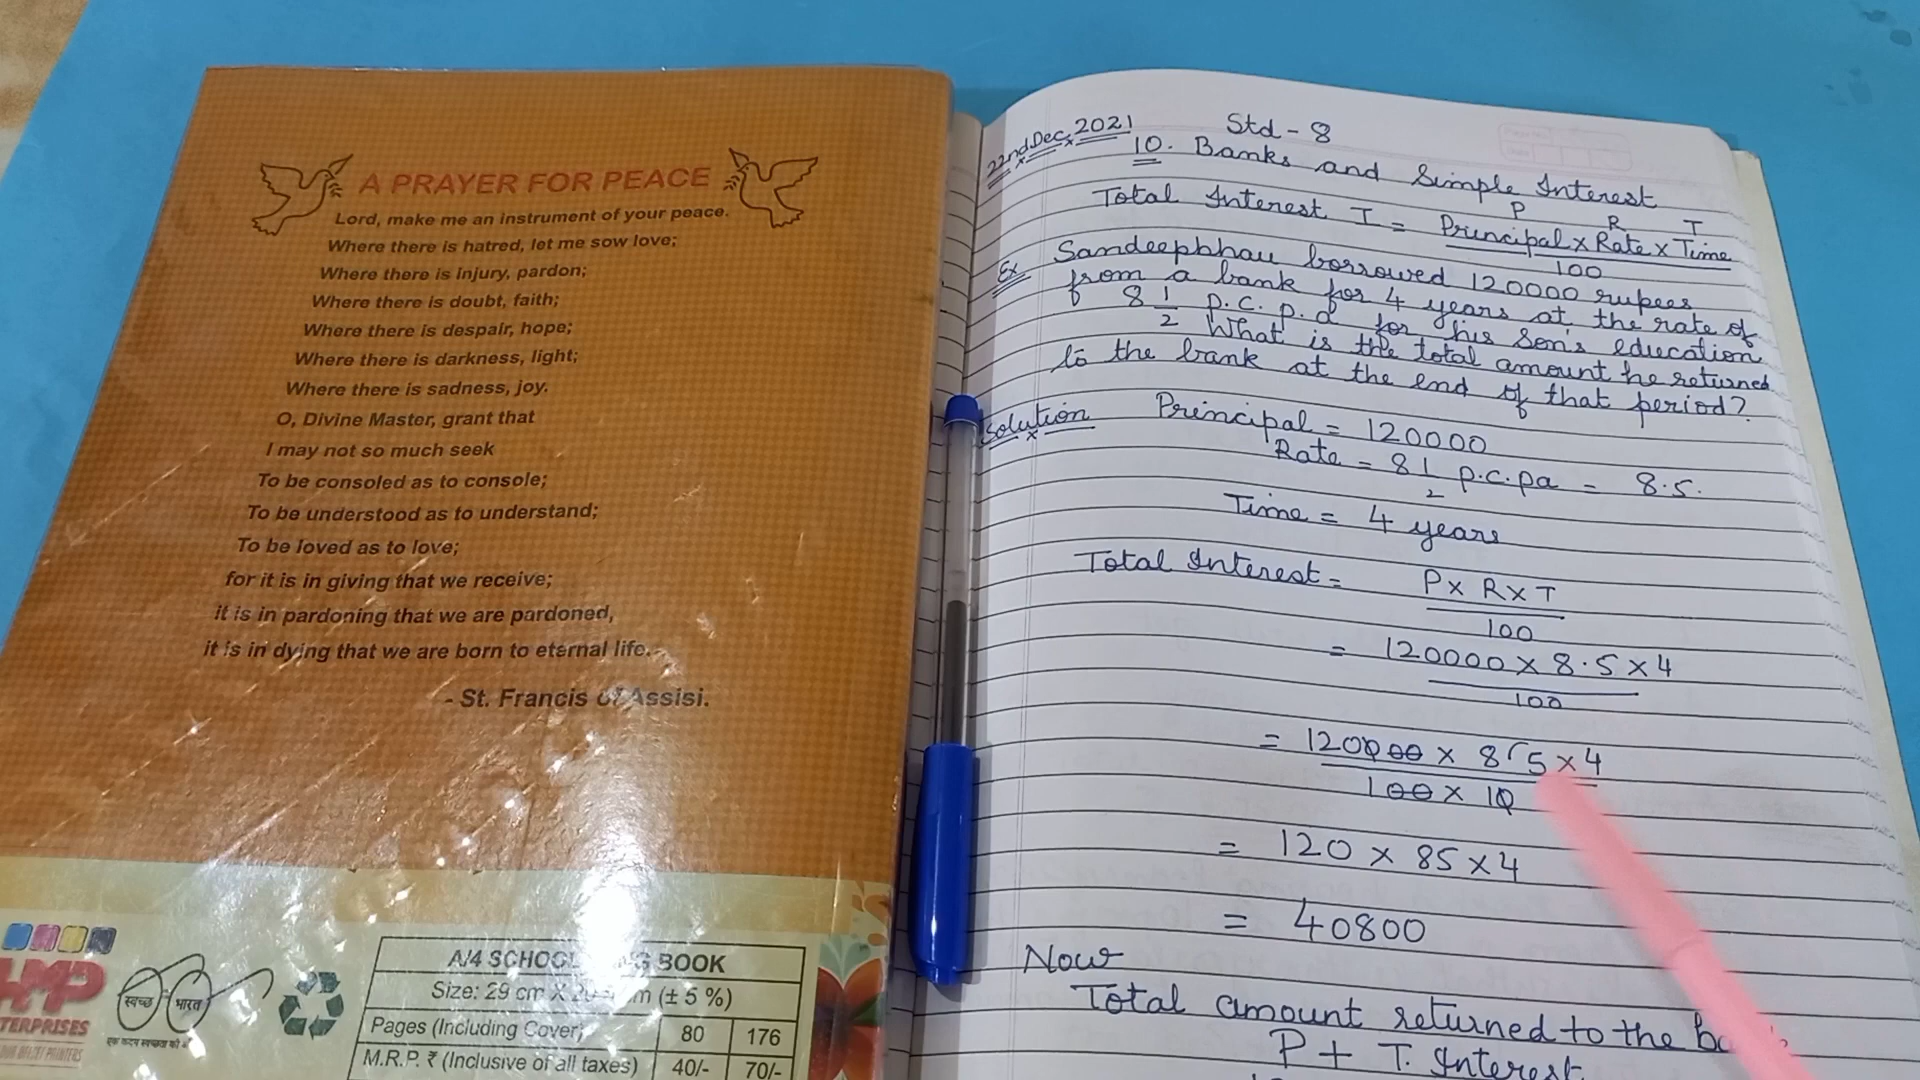 A PRAYER FOR PEACE
Lord, make me an instrument of your peace.
Where there is hatred, let me sow love;
Where there is injury, pardon;
Where there is doubt, faith;
Where there is despair, hope;
Where there is darkness, light;
Where there is sadness, joy.
O, Divine Master, grant that
I may not so much seek
To be consoled as to console;
To be understood as to understand;
To be loved as to love;
for it is in giving that we receive;
it is in pardoning that we are pardoned,
it is in dying that we are born to eternal life.
- St. Francis of Assisi.
HMP
स्वच्छ भारत
एक कदम स्वच्छता की ओर
A/4 SCHOOL BOOK
Size: 29 cm X cm (± 5 %)
Pages (Including Cover) 80 176
M.R.P. ₹ (Inclusive of all taxes) 40/- 70/-
22nd Dec, 2021
Std - 8
10. Banks and Simple Interest
P R T
Total Interest I = Principal x Rate x Time
100
Ex Sandeepbhau borrowed 120000 rupees
from a bank for 4 years at the rate of
8 1/2 p.c.p.a for his son's education
What is the total amount he returned
to the bank at the end of that period?
Solution Principal = 120000
Rate = 8 1/2 p.c.pa = 8.5.
Time = 4 years
Total Interest = P x R x T
100
= 120000 x 8.5 x 4
100
= 120000 x 85 x 4
100 x 10
= 120 x 85 x 4
= 40800
Now
Total amount returned to the
P + T. Interest